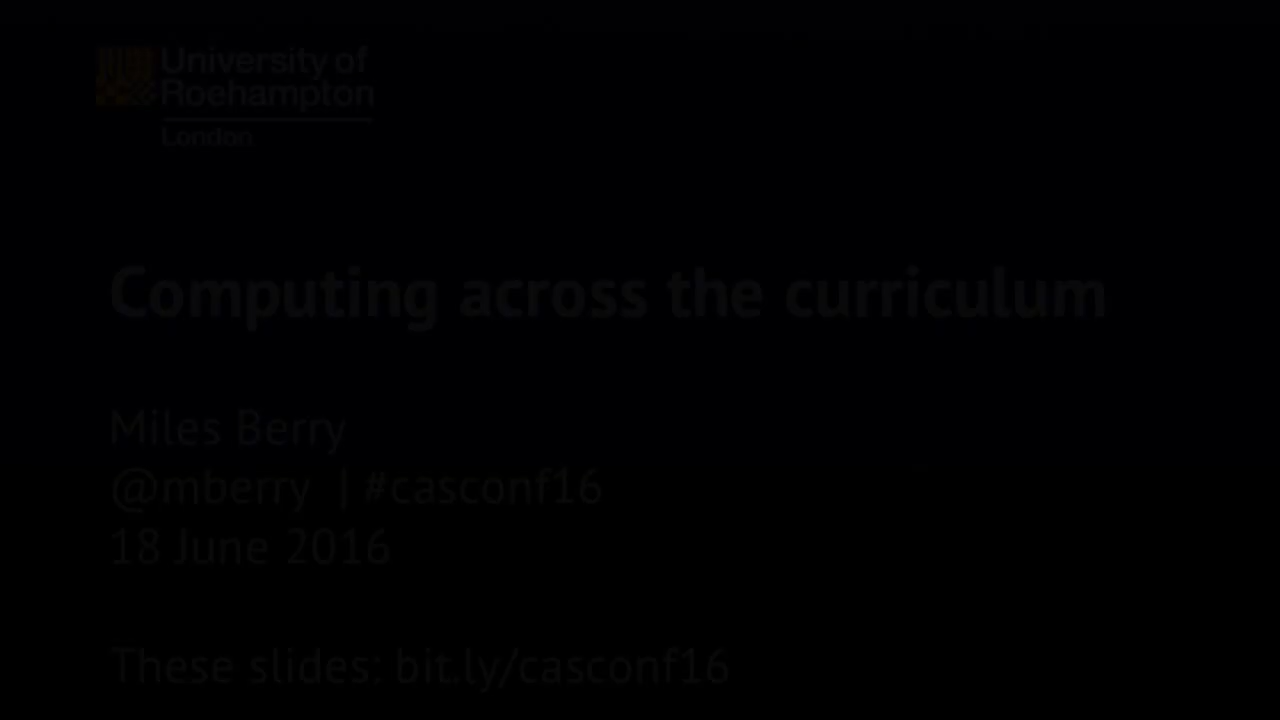 University of
Roehampton
London
Computing across the curriculum
Miles Berry
@mberry | #casconf16
18 June 2016
These slides: bit.ly/casconf16